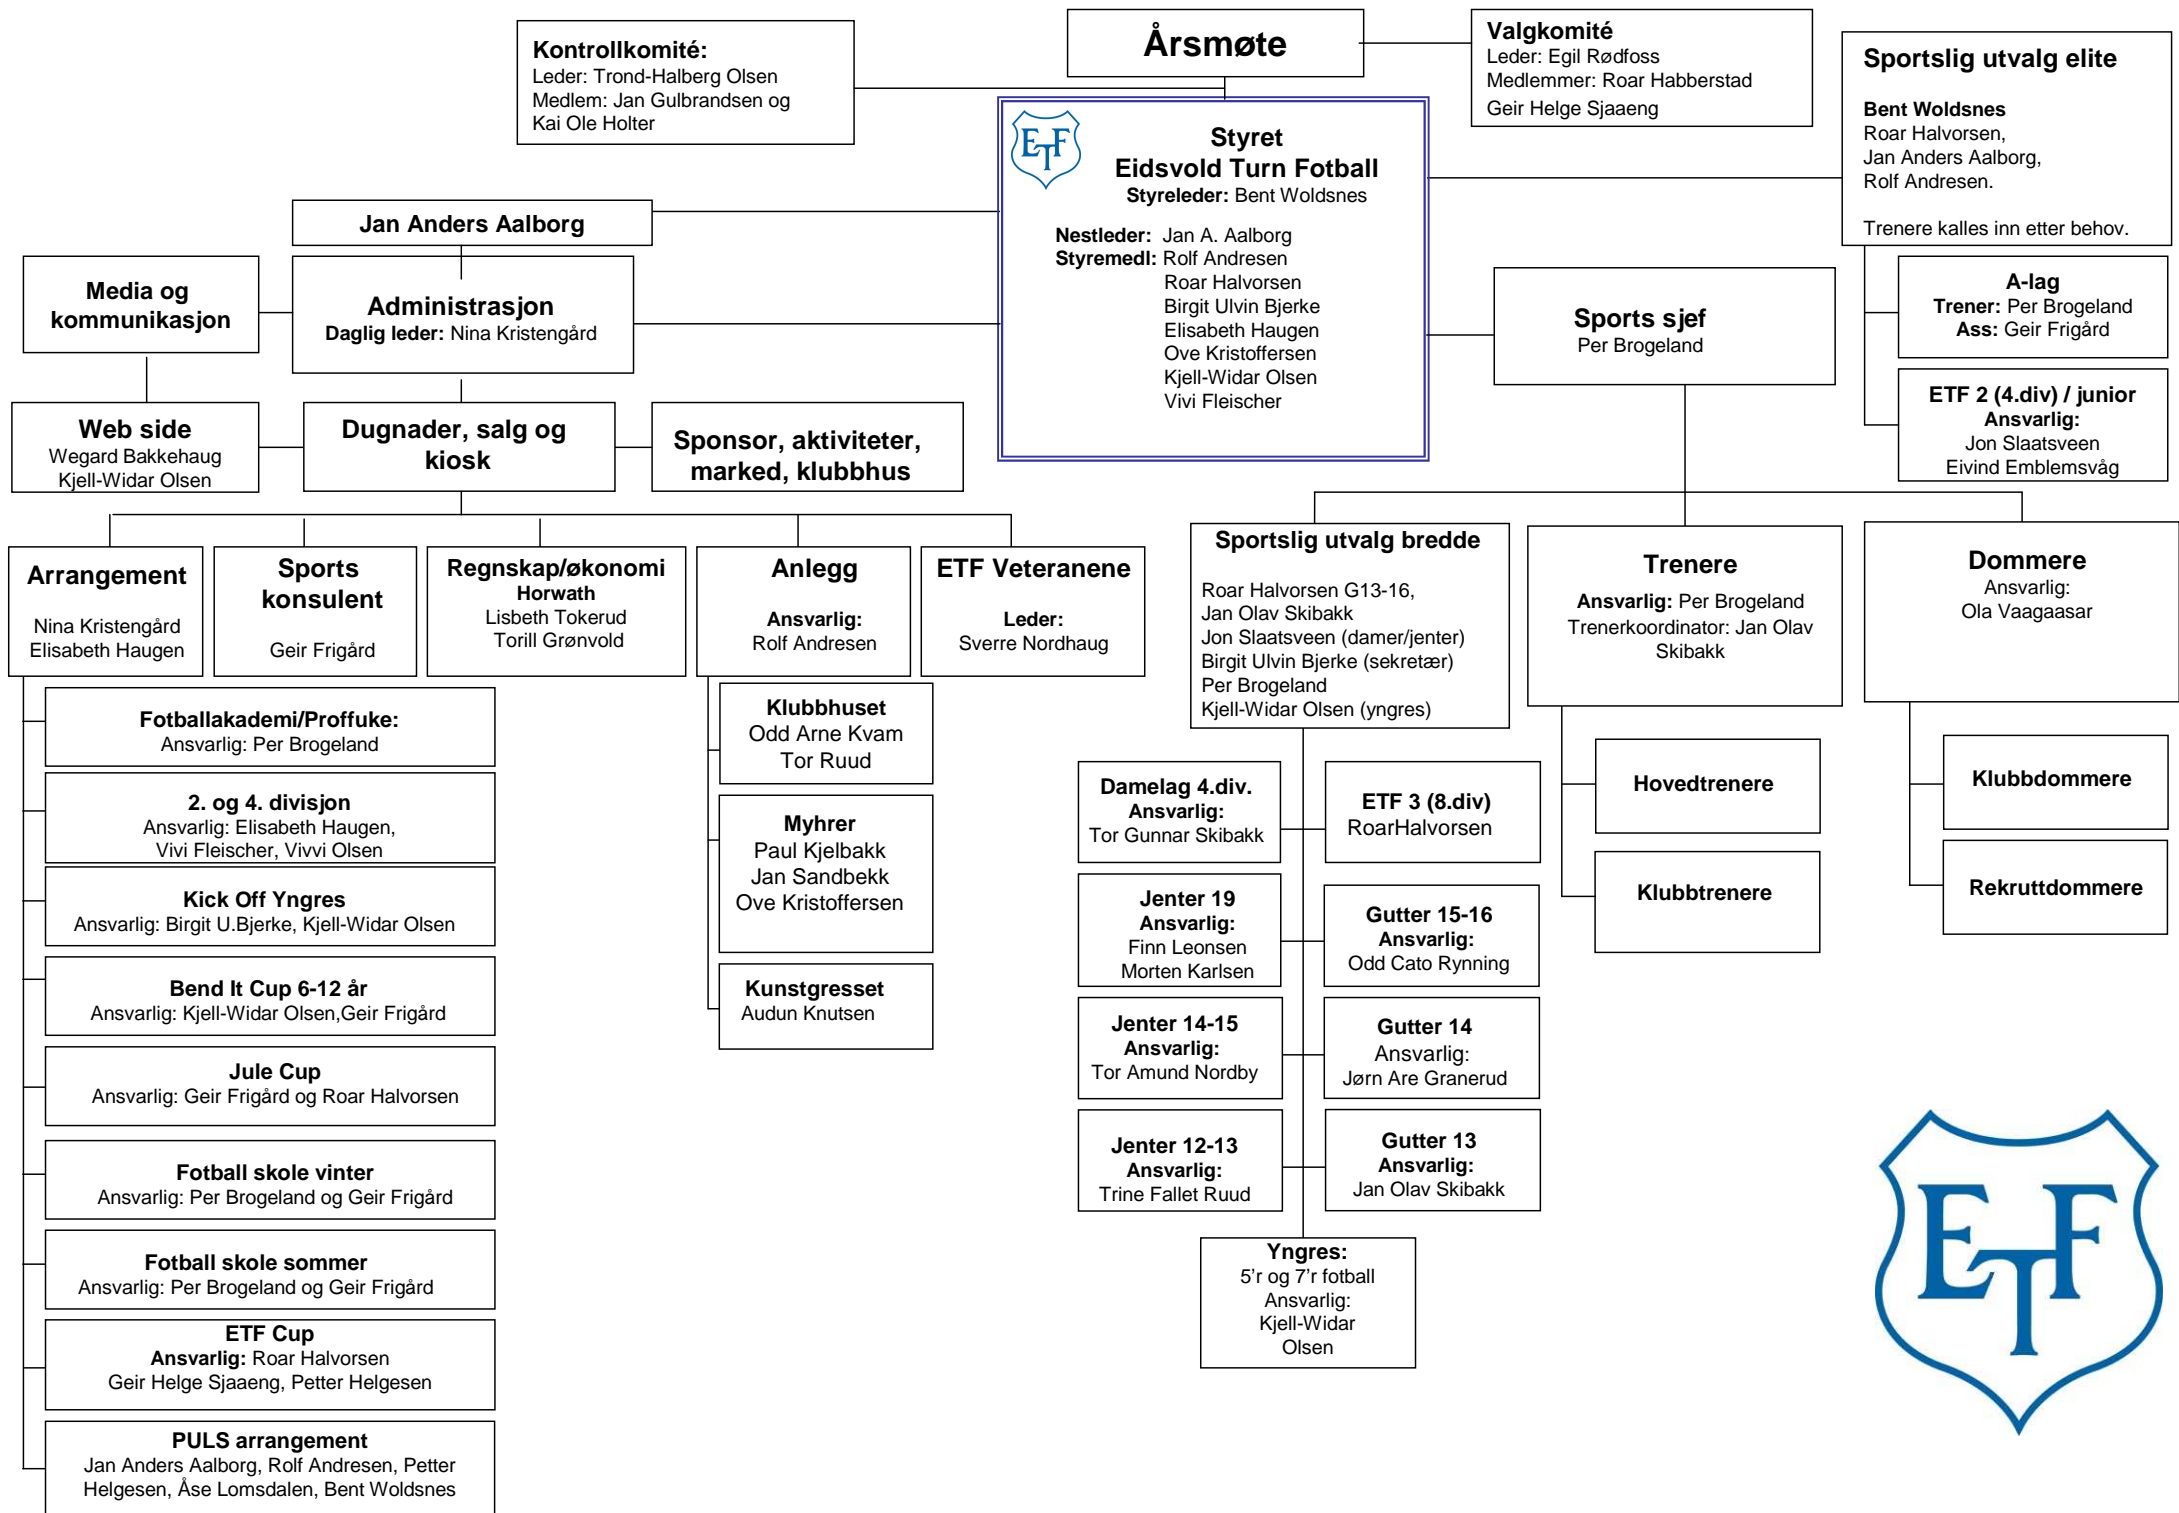 Årsmøte
Kontrollkomité:
Leder: Trond-Halberg Olsen
Medlem: Jan Gulbrandsen og
Kai Ole Holter
Valgkomité
Leder: Egil Rødfoss
Medlemmer: Roar Habberstad
Geir Helge Sjaaeng
Sportslig utvalg elite
Bent Woldsnes
Roar Halvorsen,
Jan Anders Aalborg,
Rolf Andresen.
Trenere kalles inn etter behov.
ETF
Styret
Eidsvold Turn Fotball
Styreleder: Bent Woldsnes
Nestleder: Jan A. Aalborg
Styremedl: Rolf Andresen
Roar Halvorsen
Birgit Ulvin Bjerke
Elisabeth Haugen
Ove Kristoffersen
Kjell-Widar Olsen
Vivi Fleischer
Jan Anders Aalborg
Media og
kommunikasjon
Administrasjon
Daglig leder: Nina Kristengård
Sports sjef
Per Brogeland
A-lag
Trener: Per Brogeland
Ass: Geir Frigård
ETF 2 (4.div) / junior
Ansvarlig:
Jon Slaatsveen
Eivind Emblemsvåg
Web side
Wegard Bakkehaug
Kjell-Widar Olsen
Dugnader, salg og
kiosk
Sponsor, aktiviteter,
marked, klubbhus
Arrangement
Nina Kristengård
Elisabeth Haugen
Sports
konsulent
Geir Frigård
Regnskap/økonomi
Horwath
Lisbeth Tokerud
Torill Grønvold
Anlegg
Ansvarlig:
Rolf Andresen
ETF Veteranene
Leder:
Sverre Nordhaug
Sportslig utvalg bredde
Roar Halvorsen G13-16,
Jan Olav Skibakk
Jon Slaatsveen (damer/jenter)
Birgit Ulvin Bjerke (sekretær)
Per Brogeland
Kjell-Widar Olsen (yngres)
Trenere
Ansvarlig: Per Brogeland
Trenerkoordinator: Jan Olav
Skibakk
Dommere
Ansvarlig:
Ola Vaagaasar
Fotballakademi/Proffuke:
Ansvarlig: Per Brogeland
2. og 4. divisjon
Ansvarlig: Elisabeth Haugen,
Vivi Fleischer, Vivvi Olsen
Kick Off Yngres
Ansvarlig: Birgit U.Bjerke, Kjell-Widar Olsen
Bend It Cup 6-12 år
Ansvarlig: Kjell-Widar Olsen,Geir Frigård
Jule Cup
Ansvarlig: Geir Frigård og Roar Halvorsen
Fotball skole vinter
Ansvarlig: Per Brogeland og Geir Frigård
Fotball skole sommer
Ansvarlig: Per Brogeland og Geir Frigård
ETF Cup
Ansvarlig: Roar Halvorsen
Geir Helge Sjaaeng, Petter Helgesen
PULS arrangement
Jan Anders Aalborg, Rolf Andresen, Petter
Helgesen, Åse Lomsdalen, Bent Woldsnes
Klubbhuset
Odd Arne Kvam
Tor Ruud
Myhrer
Paul Kjelbakk
Jan Sandbekk
Ove Kristoffersen
Kunstgresset
Audun Knutsen
Damelag 4.div.
Ansvarlig:
Tor Gunnar Skibakk
ETF 3 (8.div)
RoarHalvorsen
Jenter 19
Ansvarlig:
Finn Leonsen
Morten Karlsen
Gutter 15-16
Ansvarlig:
Odd Cato Rynning
Jenter 14-15
Ansvarlig:
Tor Amund Nordby
Gutter 14
Ansvarlig:
Jørn Are Granerud
Jenter 12-13
Ansvarlig:
Trine Fallet Ruud
Gutter 13
Ansvarlig:
Jan Olav Skibakk
Yngres:
5’r og 7’r fotball
Ansvarlig:
Kjell-Widar
Olsen
Hovedtrenere
Klubbtrenere
Klubbdommere
Rekruttdommere
ETF